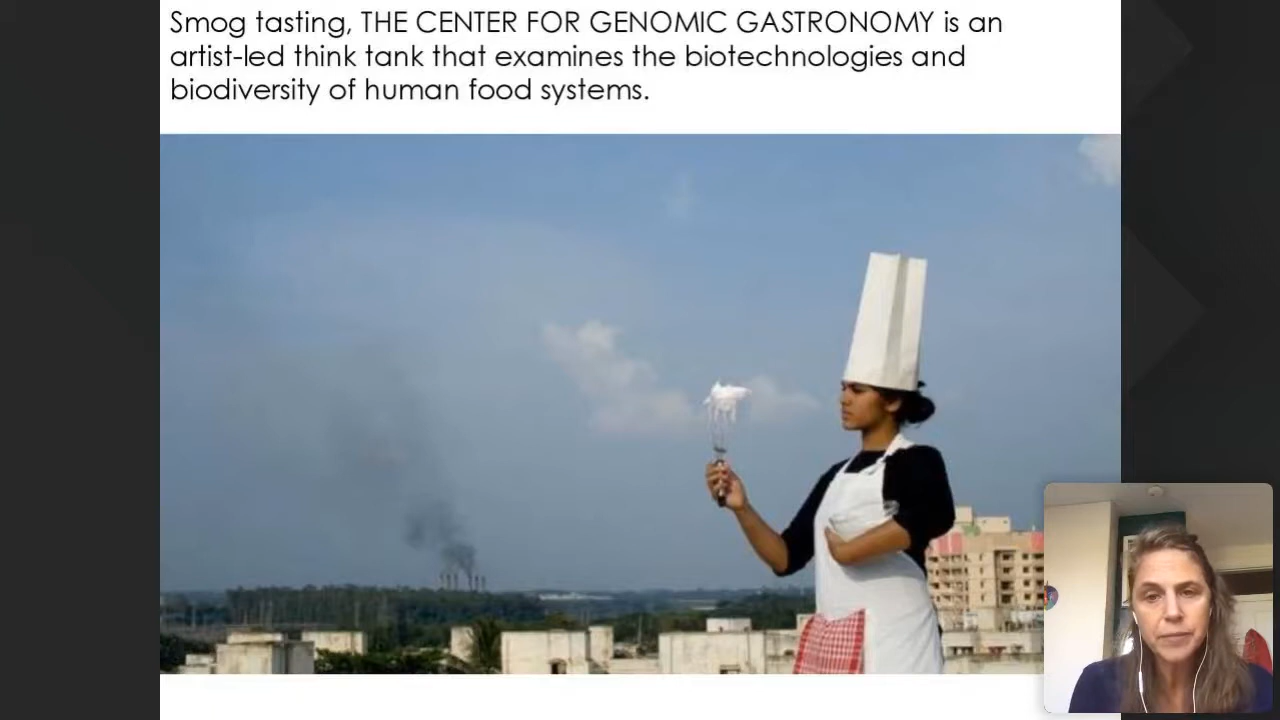 Smog tasting, THE CENTER FOR GENOMIC GASTRONOMY is an
artist-led think tank that examines the biotechnologies and
biodiversity of human food systems.